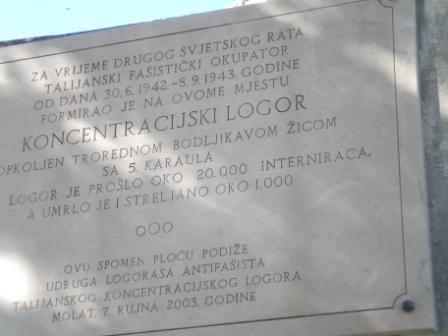 ZA VRIJEME DRUGOG SVJETSKOG RATA
TALIJANSKI FAŠISTIČKI OKUPATOR
OD DANA 30.6.1942.-8.9.1943. GODINE
FORMIRAO JE NA OVOME MJESTU
KONCENTRACIJSKI LOGOR
OPKOLJEN TROREDNOM BODLJIKAVOM ŽICOM
SA 5. KARAULA
LOGOR JE PROŠLO OKO 20.000 INTERNIRACA,
A UMRLO JE I STRELJANO OKO 1.000
OOO
OVU SPOMEN PLOČU PODIŽE
UDRUGA LOGORAŠA ANTIFAŠISTA
TALIJANSKOG KONCENTRACIJSKOG LOGORA
MOLAT, 7. RUJNA 2003. GODINE